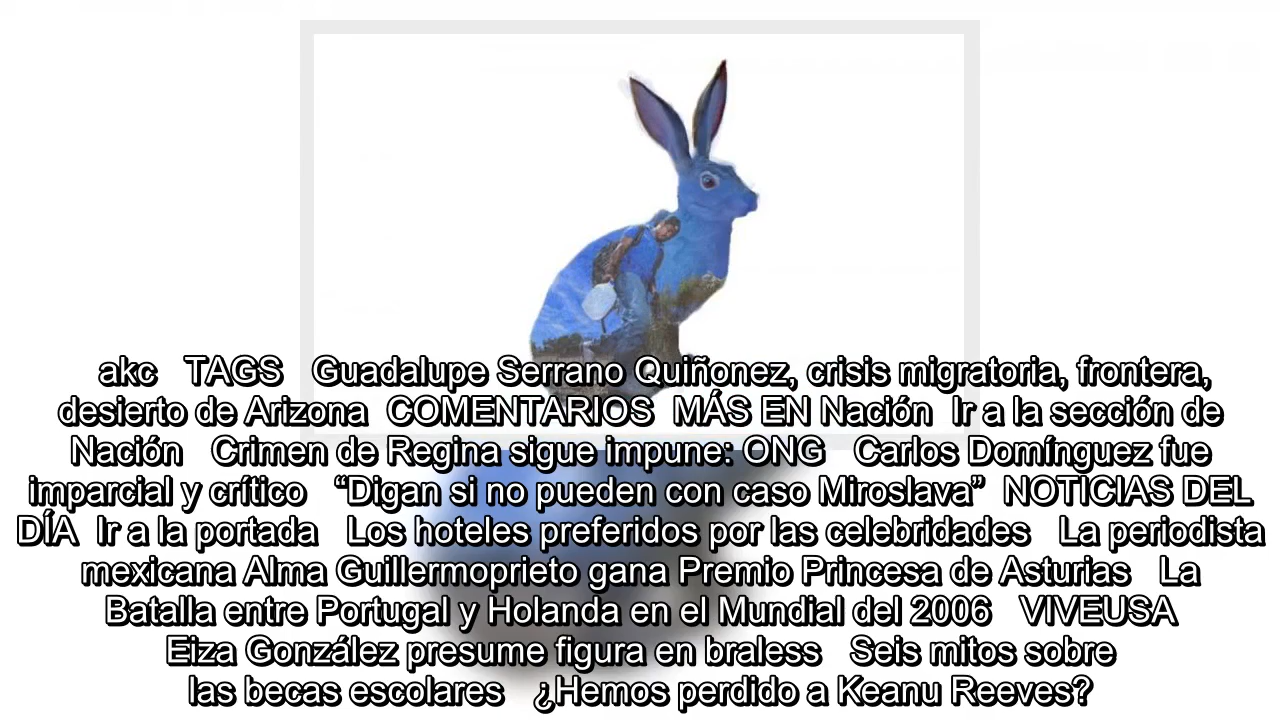 akc TAGS Guadalupe Serrano Quiñonez, crisis migratoria, frontera,
desierto de Arizona COMENTARIOS MÁS EN Nación Ir a la sección de
Nación Crimen de Regina sigue impune: ONG Carlos Domínguez fue
imparcial y crítico “Digan si no pueden con caso Miroslava” NOTICIAS DEL
DÍA Ir a la portada Los hoteles preferidos por las celebridades La periodista
mexicana Alma Guillermoprieto gana Premio Princesa de Asturias La
Batalla entre Portugal y Holanda en el Mundial del 2006 VIVEUSA
Eiza González presume figura en braless Seis mitos sobre
las becas escolares ¿Hemos perdido a Keanu Reeves?